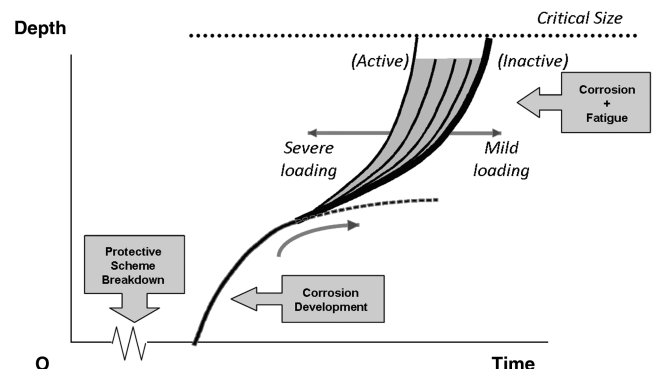 Critical Size
Depth
(Active)
(Inactive)
Corrosion
+
Fatigue
Severe
loading
Mild
loading
Protective
Scheme
Breakdown
Corrosion
Development
O
Time